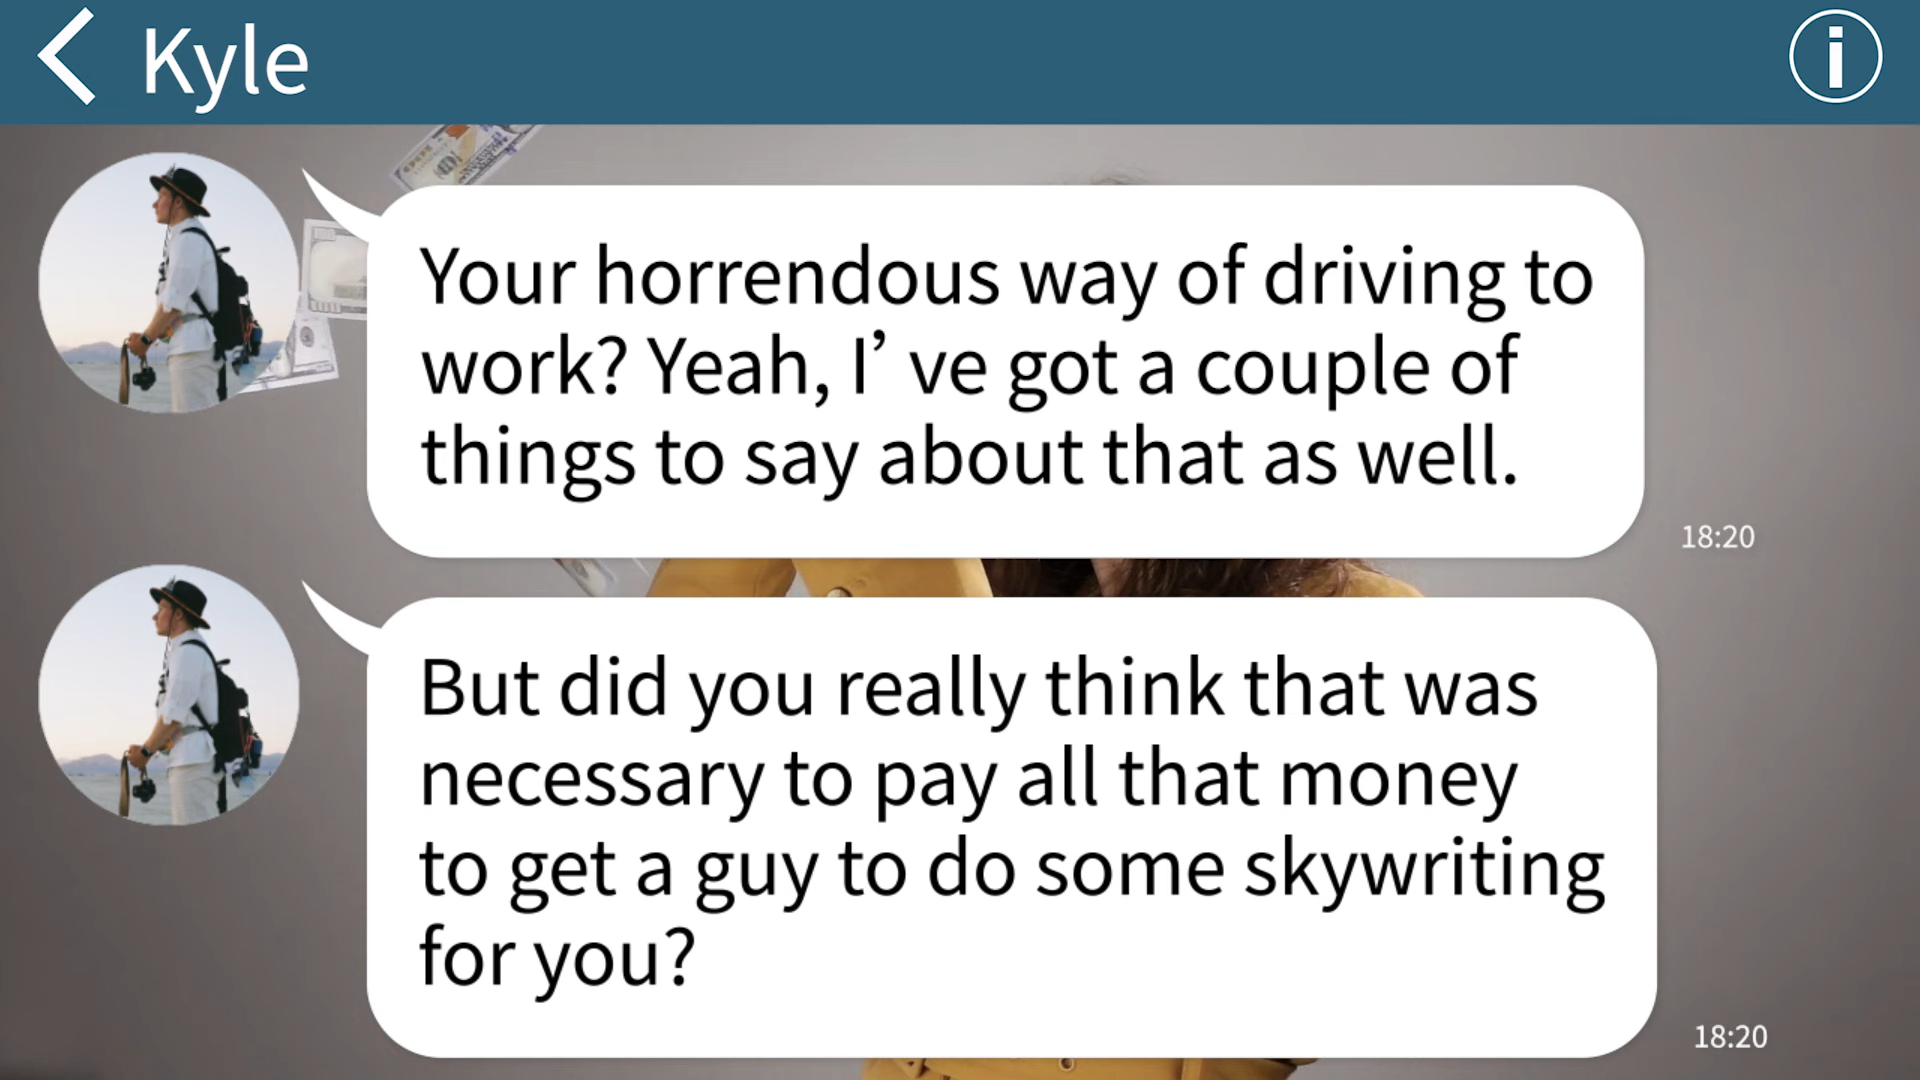 Kyle
Your horrendous way of driving to
work? Yeah, I’ ve got a couple of
things to say about that as well.
18:20
But did you really think that was
necessary to pay all that money
to get a guy to do some skywriting
for you?
18:20